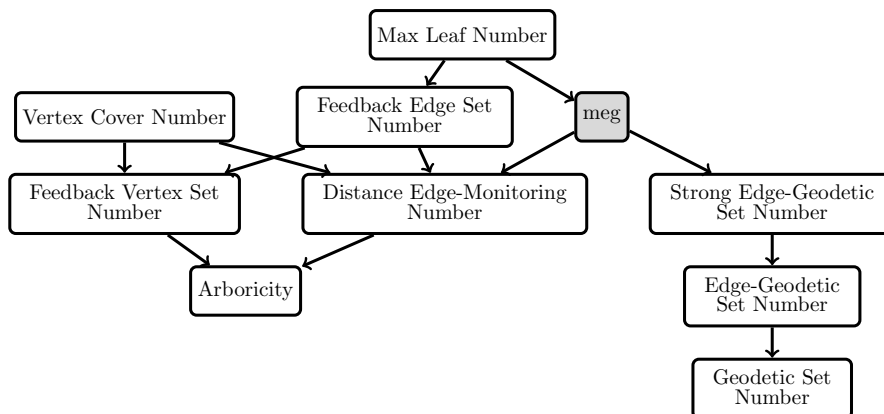 Max Leaf Number
Vertex Cover Number
Feedback Edge Set
Number
meg
Feedback Vertex Set
Number
Distance Edge-Monitoring
Number
Strong Edge-Geodetic
Set Number
Arboricity
Edge-Geodetic
Set Number
Geodetic Set
Number